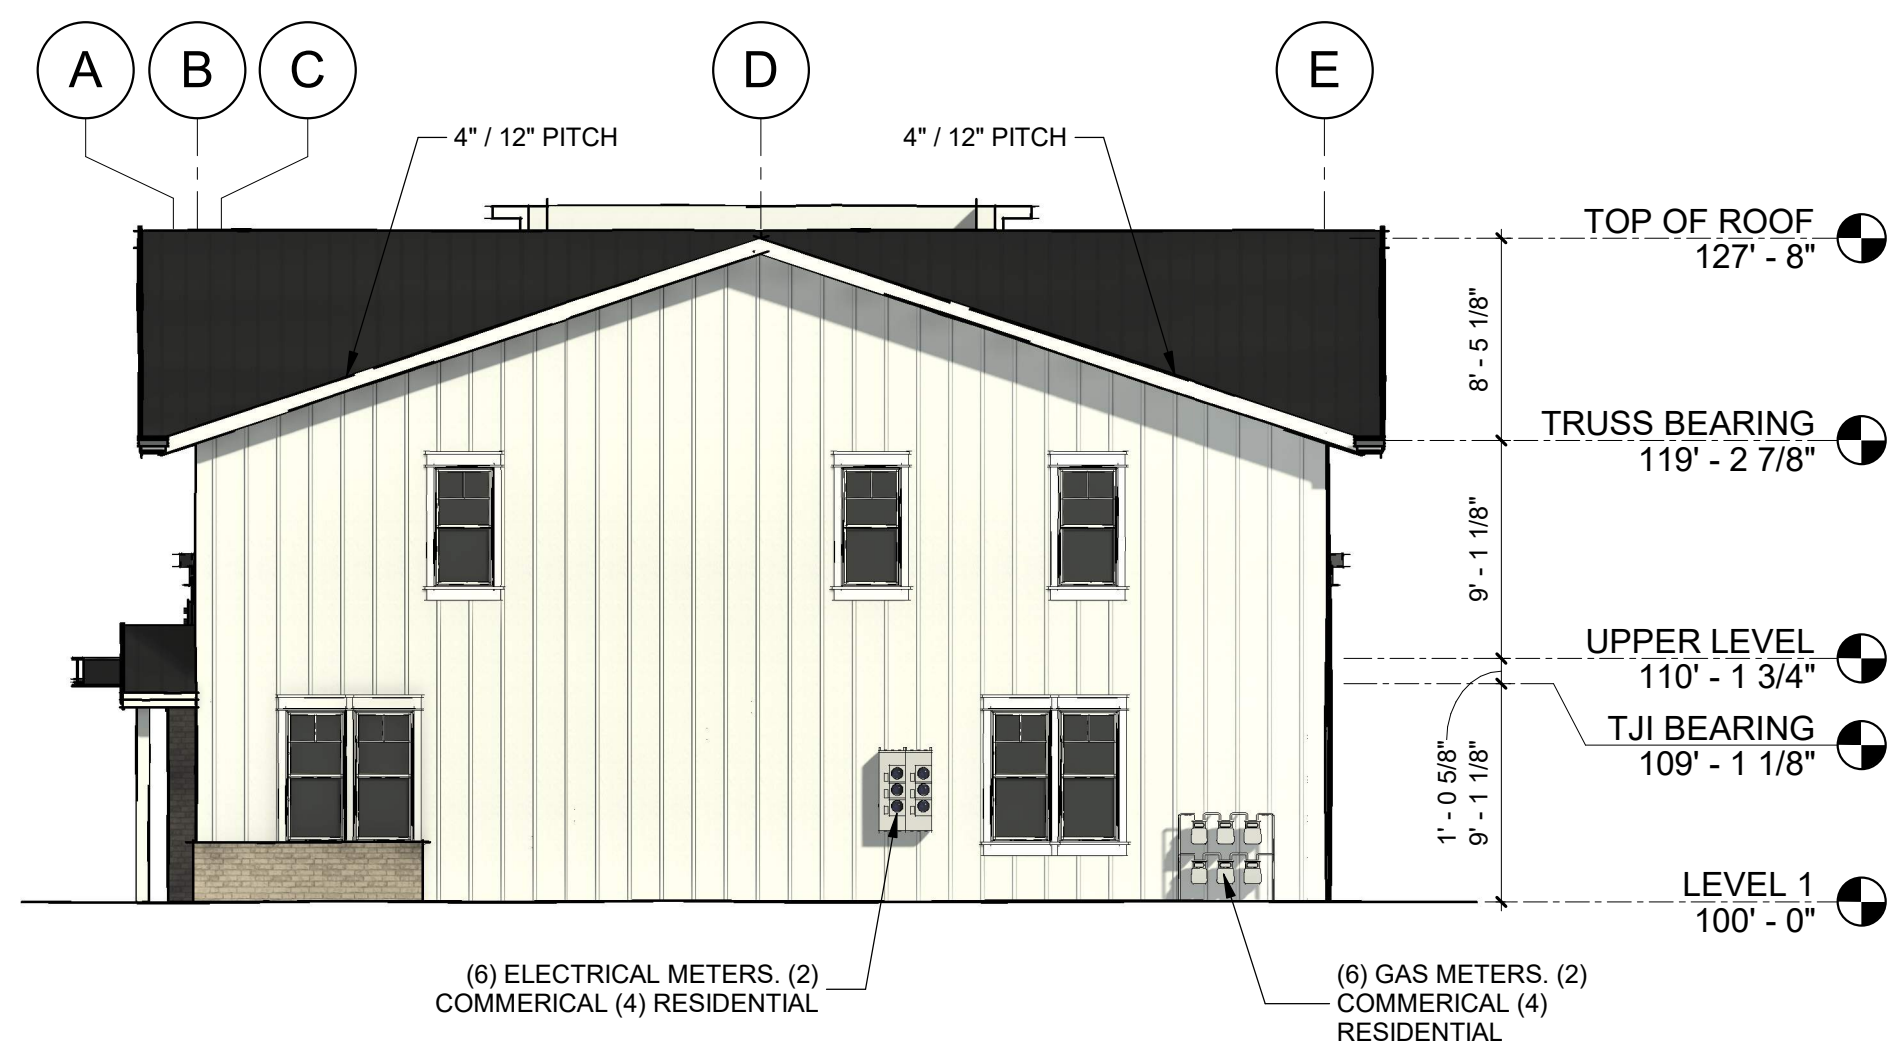 A B C D E
4" / 12" PITCH
4" / 12" PITCH
TOP OF ROOF
127' - 8"
8' - 5 1/8"
TRUSS BEARING
119' - 2 7/8"
9' - 1 1/8"
UPPER LEVEL
110' - 1 3/4"
TJI BEARING
109' - 1 1/8"
1' - 0 5/8"
9' - 1 1/8"
LEVEL 1
100' - 0"
(6) ELECTRICAL METERS. (2)
COMMERICAL (4) RESIDENTIAL
(6) GAS METERS. (2)
COMMERICAL (4)
RESIDENTIAL